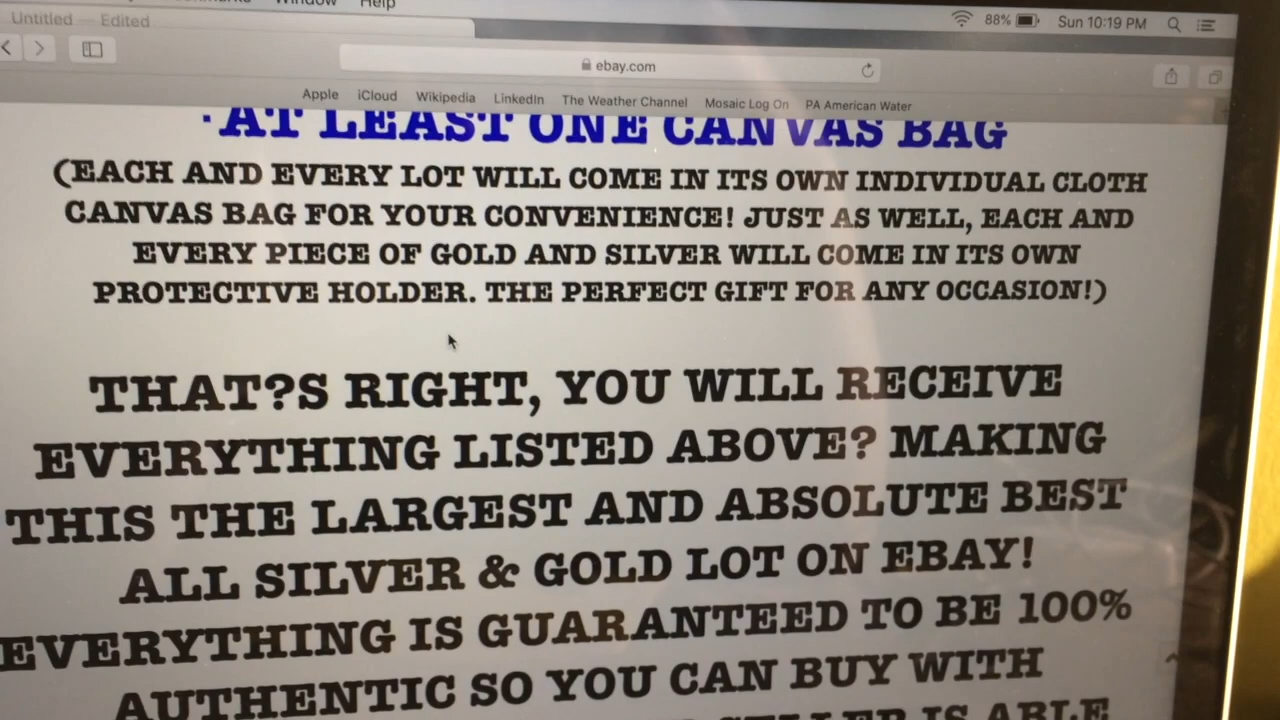 Window Help
Untitled — Edited
88% Sun 10:19 PM
ebay.com
Apple iCloud Wikipedia LinkedIn The Weather Channel Mosaic Log On PA American Water
·AT LEAST ONE CANVAS BAG
(EACH AND EVERY LOT WILL COME IN ITS OWN INDIVIDUAL CLOTH
CANVAS BAG FOR YOUR CONVENIENCE! JUST AS WELL, EACH AND
EVERY PIECE OF GOLD AND SILVER WILL COME IN ITS OWN
PROTECTIVE HOLDER. THE PERFECT GIFT FOR ANY OCCASION!)
THAT?S RIGHT, YOU WILL RECEIVE
EVERYTHING LISTED ABOVE? MAKING
THIS THE LARGEST AND ABSOLUTE BEST
ALL SILVER & GOLD LOT ON EBAY!
EVERYTHING IS GUARANTEED TO BE 100%
AUTHENTIC SO YOU CAN BUY WITH
IS ABLE